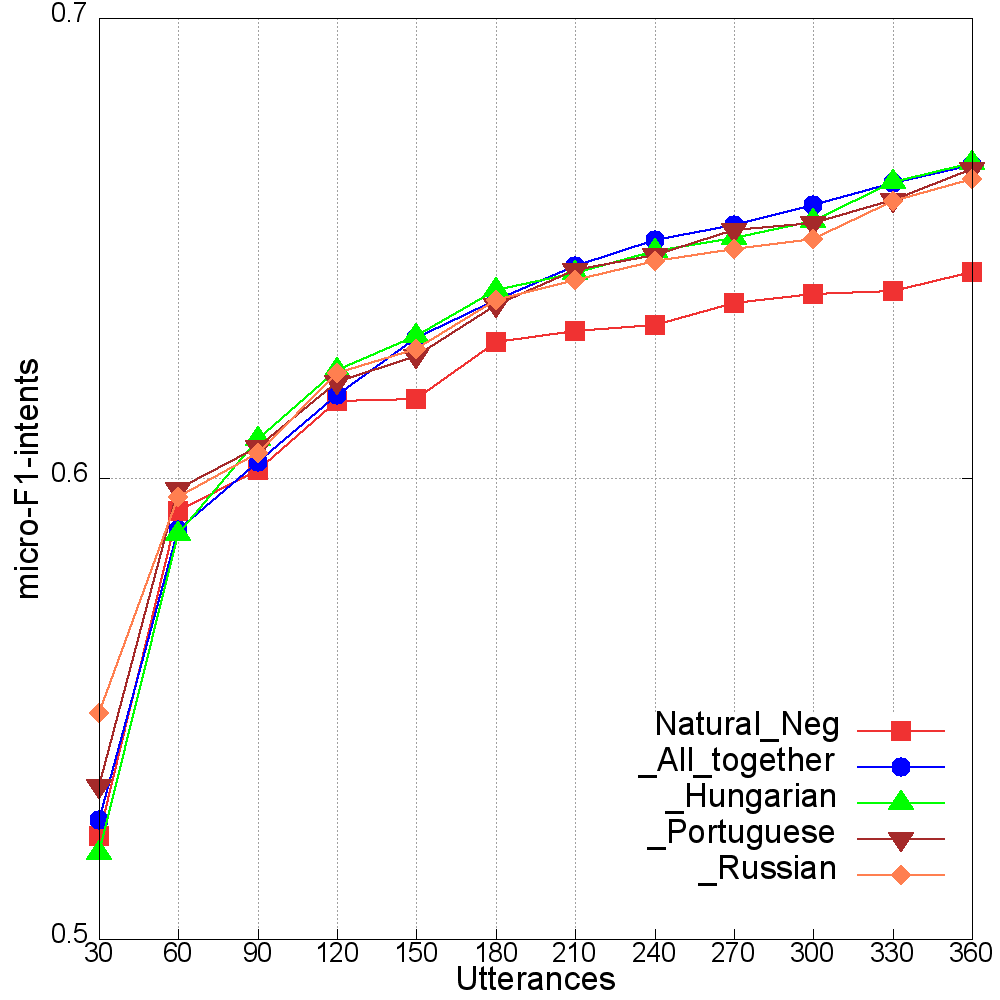 0.7
0.6
0.5
micro-F1-intents
Natural_Neg
_All_together
_Hungarian
_Portuguese
_Russian
30 60 90 120 150 180 210 240 270 300 330 360
Utterances